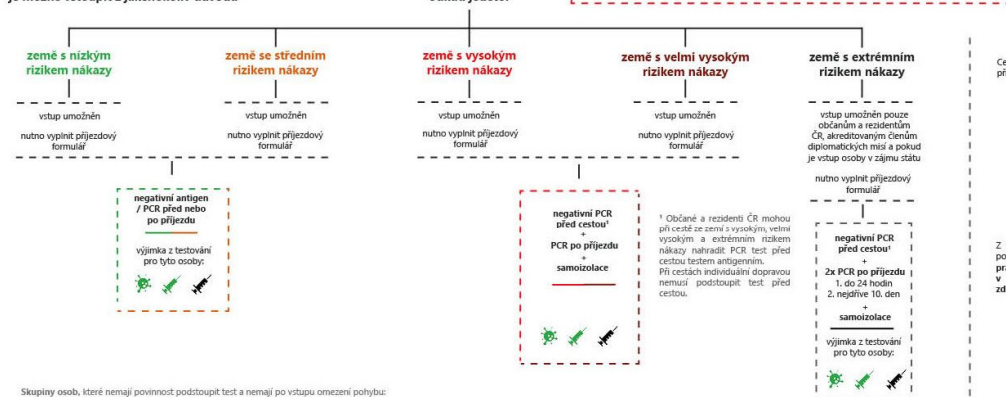 země s nízkým
rizikem nákazy
vstup umožněn
nutno vyplnit příjezdový
formulář
země se středním
rizikem nákazy
vstup umožněn
nutno vyplnit příjezdový
formulář
země s vysokým
rizikem nákazy
vstup umožněn
nutno vyplnit příjezdový
formulář
země s velmi vysokým
rizikem nákazy
vstup umožněn
nutno vyplnit příjezdový
formulář
země s extrémním
rizikem nákazy
vstup umožněn pouze
občanům a rezidentům
ČR, akreditovaným členům
diplomatických misí a pokud
je vstup osoby v zájmu státu
nutno vyplnit příjezdový
formulář
negativní antigen
/ PCR před nebo
po příjezdu
výjimka z testování
pro tyto osoby:
negativní PCR
před cestou¹
+
PCR po příjezdu
+
samoizolace
¹ Občané a rezidenti ČR mohou
při cestě ze zemí s vysokým, velmi
vysokým a extrémním rizikem
nákazy nahradit PCR test před
cestou testem antigenním.
Při cestách individuální dopravou
nemusí podstoupit test před
cestou.
negativní PCR
před cestou¹
+
2x PCR po příjezdu
1. do 24 hodin
2. nejdříve 10. den
+
samoizolace
výjimka z testování
pro tyto osoby:
Skupiny osob, které nemají povinnost podstoupit test a nemají po vstupu omezení pohybu: